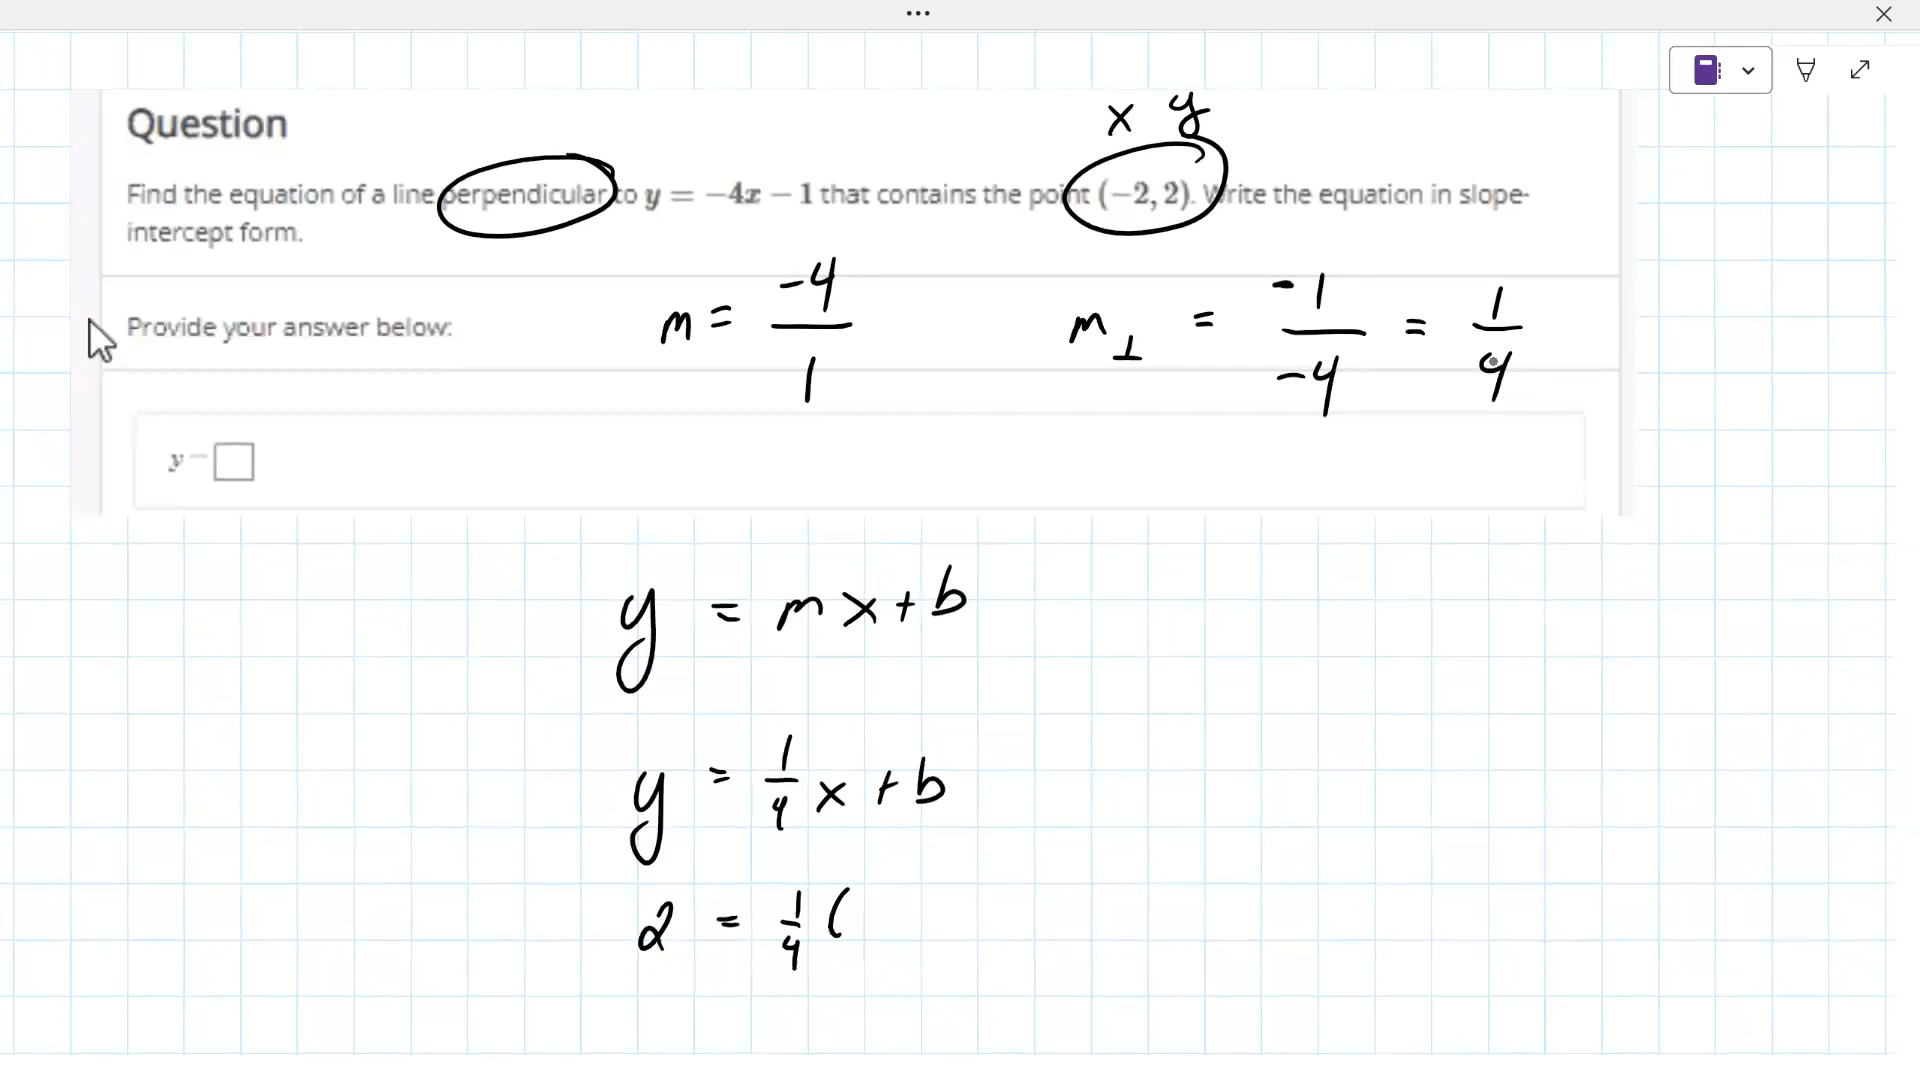 Question
x y
Find the equation of a line perpendicular to y = −4x − 1 that contains the point (−2, 2). Write the equation in slope-
intercept form.
Provide your answer below:
m = -4/1
m⊥ = -1/-4 = 1/4
y =
y = mx + b
y = 1/4 x + b
2 = 1/4 (